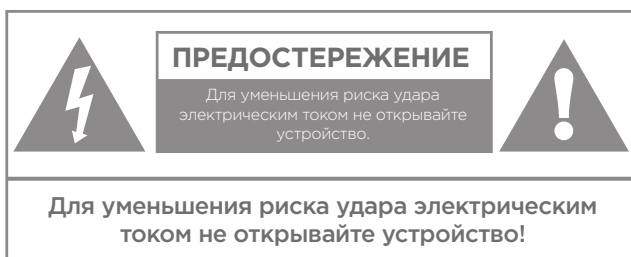 ПРЕДОСТЕРЕЖЕНИЕ
Для уменьшения риска удара
электрическим током не открывайте
устройство.
Для уменьшения риска удара электрическим
током не открывайте устройство!